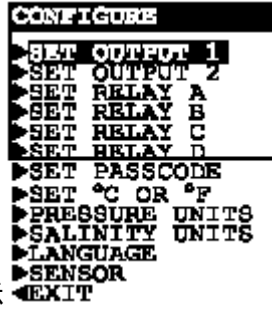 CONFIGURE
▶SET OUTPUT 1
▶SET OUTPUT 2
▶SET RELAY A
▶SET RELAY B
▶SET RELAY C
▶SET RELAY D
▶SET PASSCODE
▶SET °C OR °F
▶PRESSURE UNITS
▶SALINITY UNITS
▶LANGUAGE
▶SENSOR
◀EXIT